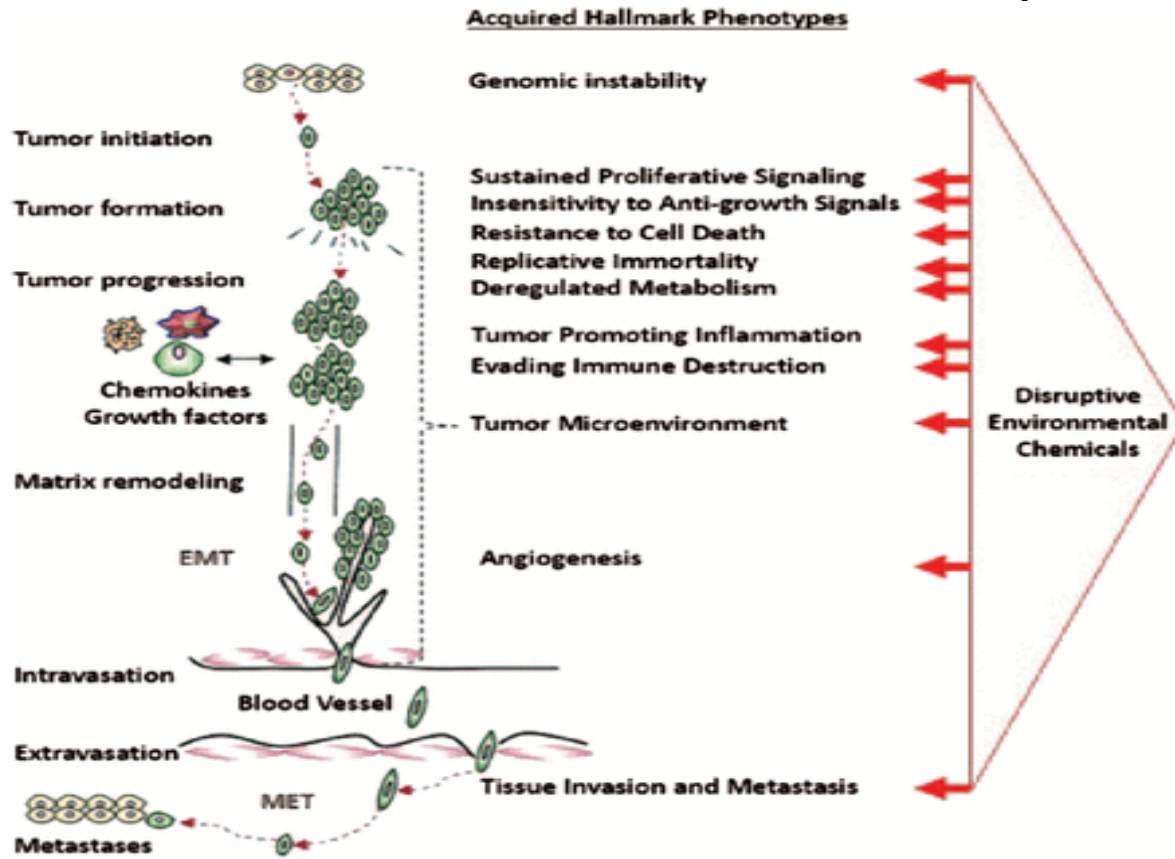 Acquired Hallmark Phenotypes
Genomic instability
Tumor initiation
Sustained Proliferative Signaling
Tumor formation
Insensitivity to Anti-growth Signals
Resistance to Cell Death
Replicative Immortality
Tumor progression
Deregulated Metabolism
Tumor Promoting Inflammation
Evading Immune Destruction
Chemokines
Growth factors
Tumor Microenvironment
Disruptive
Environmental
Chemicals
Matrix remodeling
EMT
Angiogenesis
Intravasation
Blood Vessel
Extravasation
Tissue Invasion and Metastasis
MET
Metastases